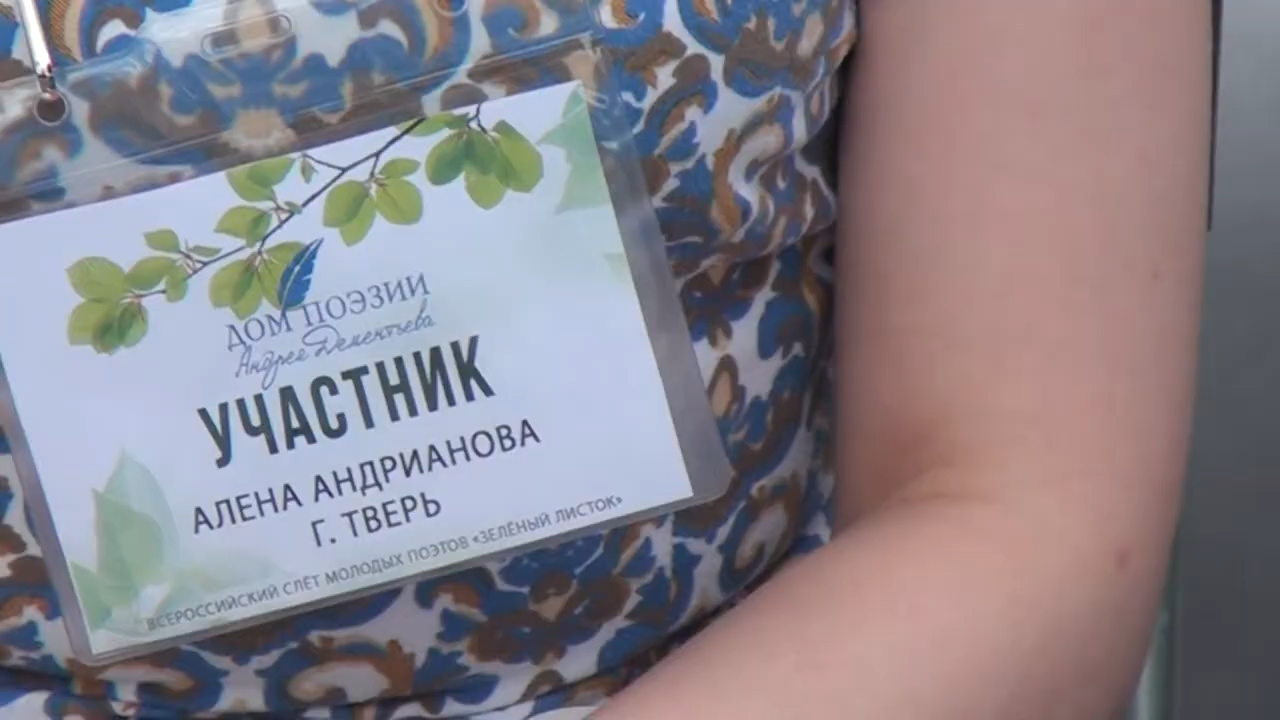 ДОМ ПОЭЗИИ
Андрея Дементьева
УЧАСТНИК
АЛЕНА АНДРИАНОВА
Г. ТВЕРЬ
ВСЕРОССИЙСКИЙ СЛЁТ МОЛОДЫХ ПОЭТОВ «ЗЕЛЁНЫЙ ЛИСТОК»